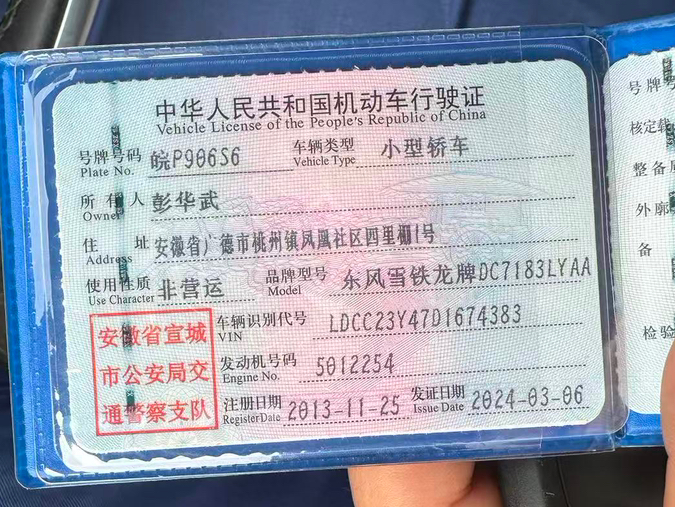 中华人民共和国机动车行驶证
Vehicle License of the People's Republic of China
号牌号码 皖P906S6 车辆类型 小型轿车
Plate No. Vehicle Type
所有人 彭华武
Owner
住址 安徽省广德市桃州镇凤凰社区四里栅1号
Address
使用性质 非营运 品牌型号 东风雪铁龙牌DC7183LYAA
Use Character Model
安徽省宣城
市公安局交
通警察支队
车辆识别代号 LDCC23Y47D1674383
VIN
发动机号码 5012254
Engine No.
注册日期 2013-11-25 发证日期 2024-03-06
Register Date Issue Date
号牌号
核定载
整备质
外廓
备
检验